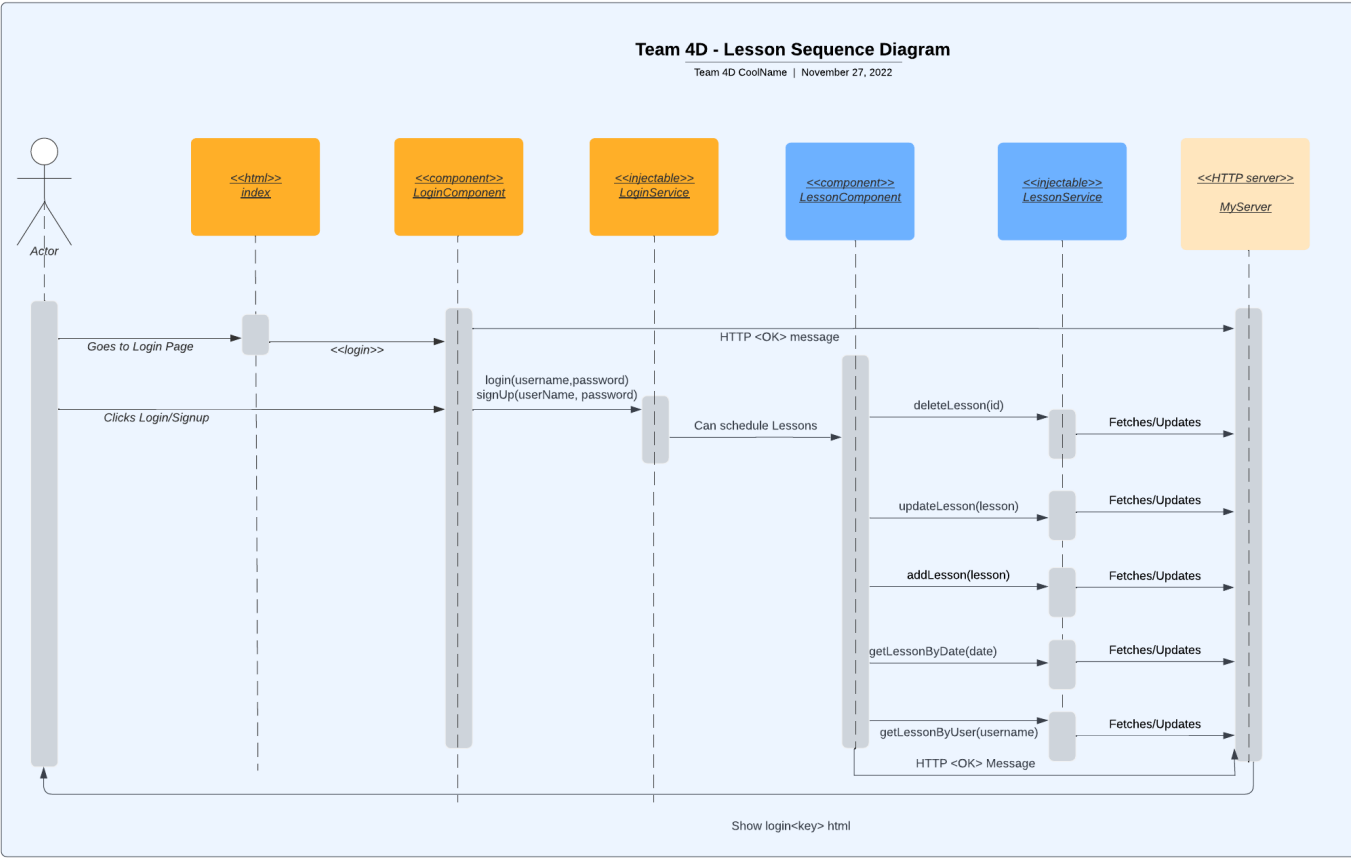 Team 4D - Lesson Sequence Diagram
Team 4D CoolName | November 27, 2022
Actor
<<html>>
index
<<component>>
LoginComponent
<<injectable>>
LoginService
<<component>>
LessonComponent
<<injectable>>
LessonService
<<HTTP server>>
MyServer
Goes to Login Page
<<login>>
HTTP <OK> message
login(username,password)
signUp(userName, password)
Clicks Login/Signup
Can schedule Lessons
deleteLesson(id)
Fetches/Updates
updateLesson(lesson)
Fetches/Updates
addLesson(lesson)
Fetches/Updates
getLessonByDate(date)
Fetches/Updates
getLessonByUser(username)
Fetches/Updates
HTTP <OK> Message
Show login<key> html